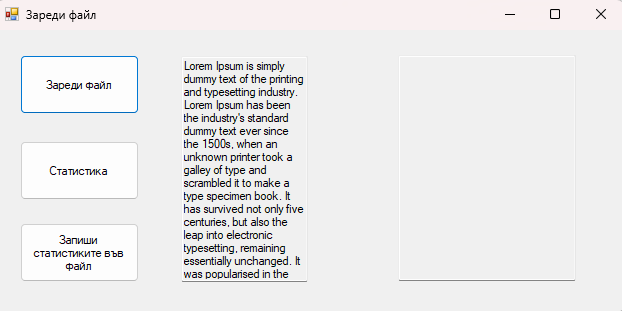 Зареди файл
Зареди файл
Статистика
Запиши
статистиките във
файл
Lorem Ipsum is simply
dummy text of the printing
and typesetting industry.
Lorem Ipsum has been
the industry's standard
dummy text ever since
the 1500s, when an
unknown printer took a
galley of type and
scrambled it to make a
type specimen book. It
has survived not only five
centuries, but also the
leap into electronic
typesetting, remaining
essentially unchanged. It
was popularised in the